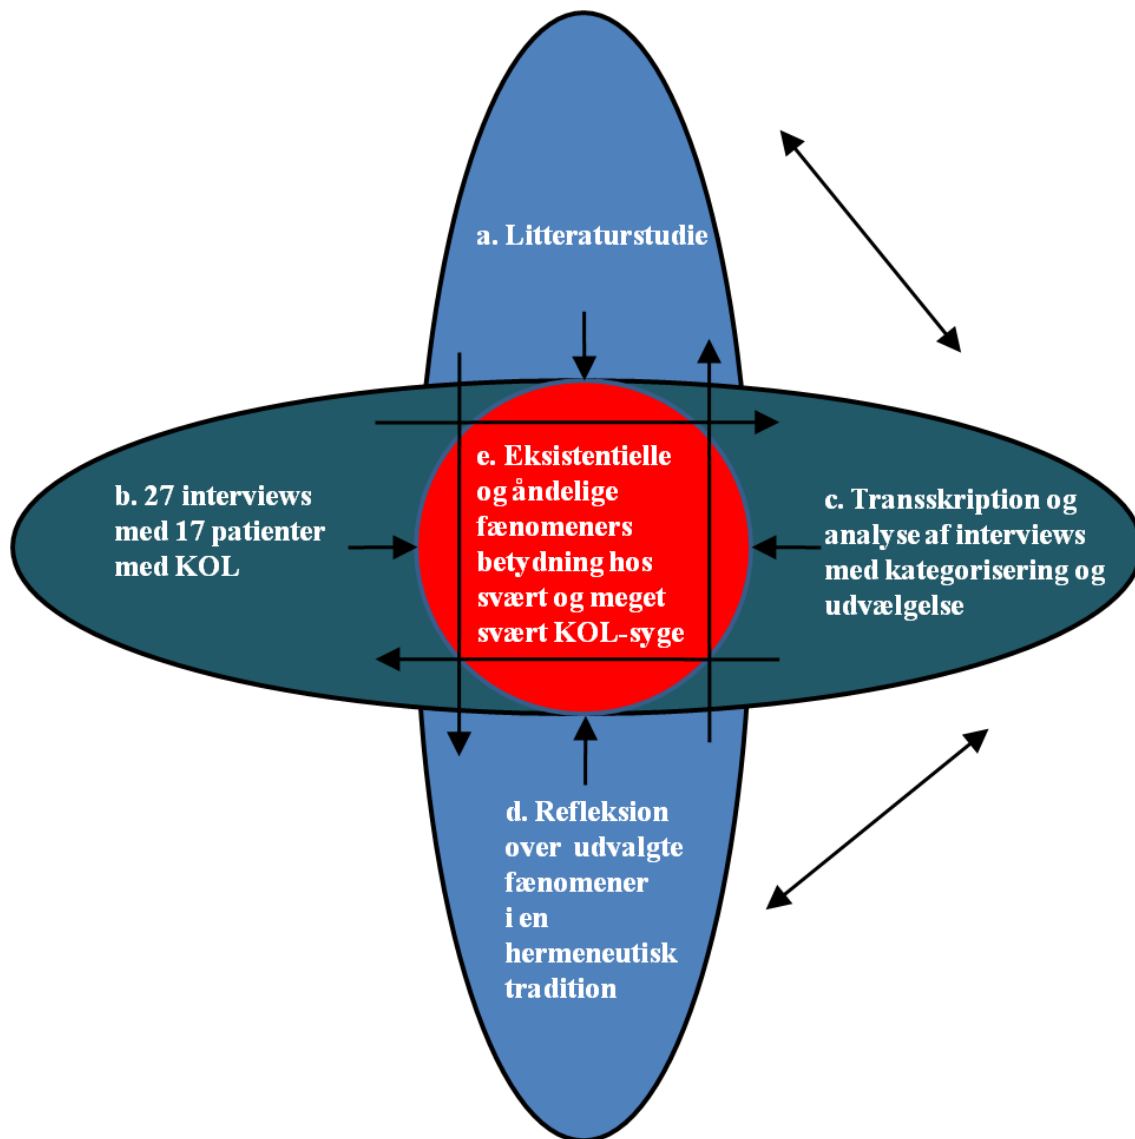 a. Litteraturstudie
b. 27 interviews
med 17 patienter
med KOL
e. Eksistentielle
og åndelige
fænomeners
betydning hos
svært og meget
svært KOL-syge
c. Transskription og
analyse af interviews
med kategorisering og
udvælgelse
d. Refleksion
over udvalgte
fænomener
i en
hermeneutisk
tradition